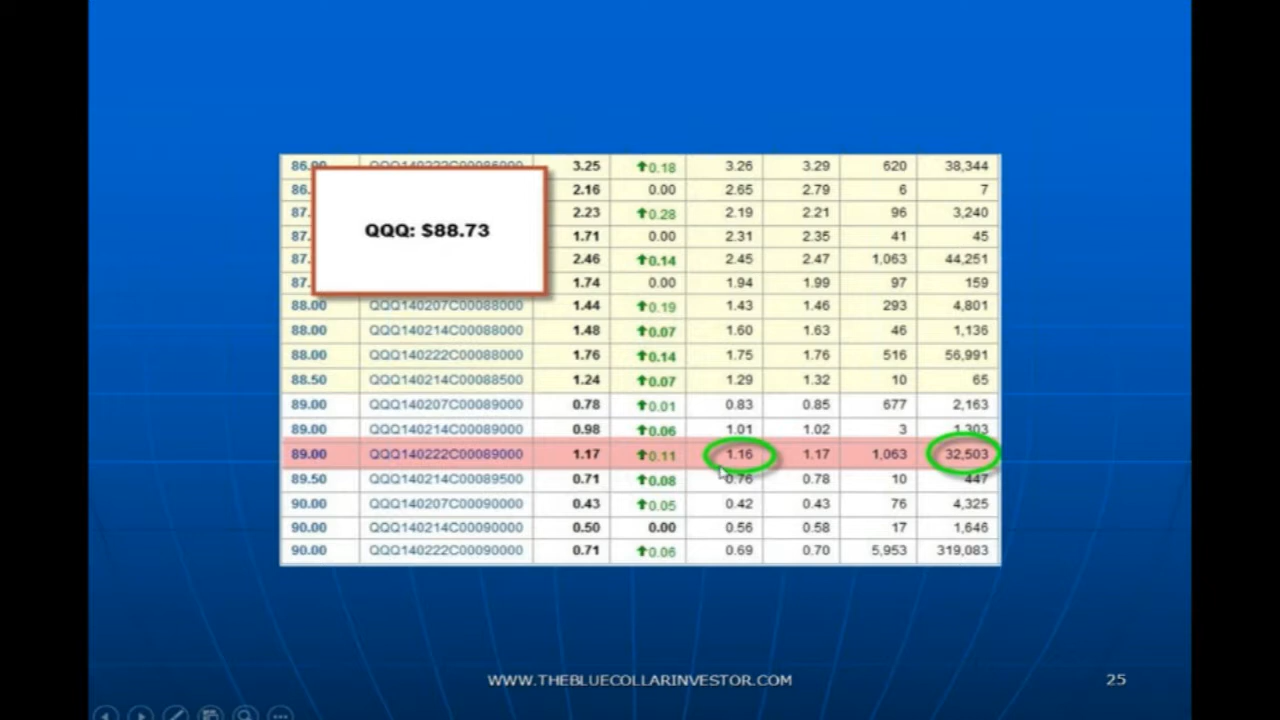 86.00 QQQ140222C00086000 3.25 ↑0.18 3.26 3.29 620 38,344
86. 2.16 0.00 2.65 2.79 6 7
87. 2.23 ↑0.28 2.19 2.21 96 3,240
87. 1.71 0.00 2.31 2.35 41 45
87. 2.46 ↑0.14 2.45 2.47 1,063 44,251
87. 1.74 0.00 1.94 1.99 97 159
QQQ: $88.73
88.00 QQQ140207C00088000 1.44 ↑0.19 1.43 1.46 293 4,801
88.00 QQQ140214C00088000 1.48 ↑0.07 1.60 1.63 46 1,136
88.00 QQQ140222C00088000 1.76 ↑0.14 1.75 1.76 516 56,991
88.50 QQQ140214C00088500 1.24 ↑0.07 1.29 1.32 10 65
89.00 QQQ140207C00089000 0.78 ↑0.01 0.83 0.85 677 2,163
89.00 QQQ140214C00089000 0.98 ↑0.06 1.01 1.02 3 1,303
89.00 QQQ140222C00089000 1.17 ↑0.11 1.16 1.17 1,063 32,503
89.50 QQQ140214C00089500 0.71 ↑0.08 0.76 0.78 10 447
90.00 QQQ140207C00090000 0.43 ↑0.05 0.42 0.43 76 4,325
90.00 QQQ140214C00090000 0.50 0.00 0.56 0.58 17 1,646
90.00 QQQ140222C00090000 0.71 ↑0.06 0.69 0.70 5,953 319,083
WWW.THEBLUECOLLARINVESTOR.COM
25